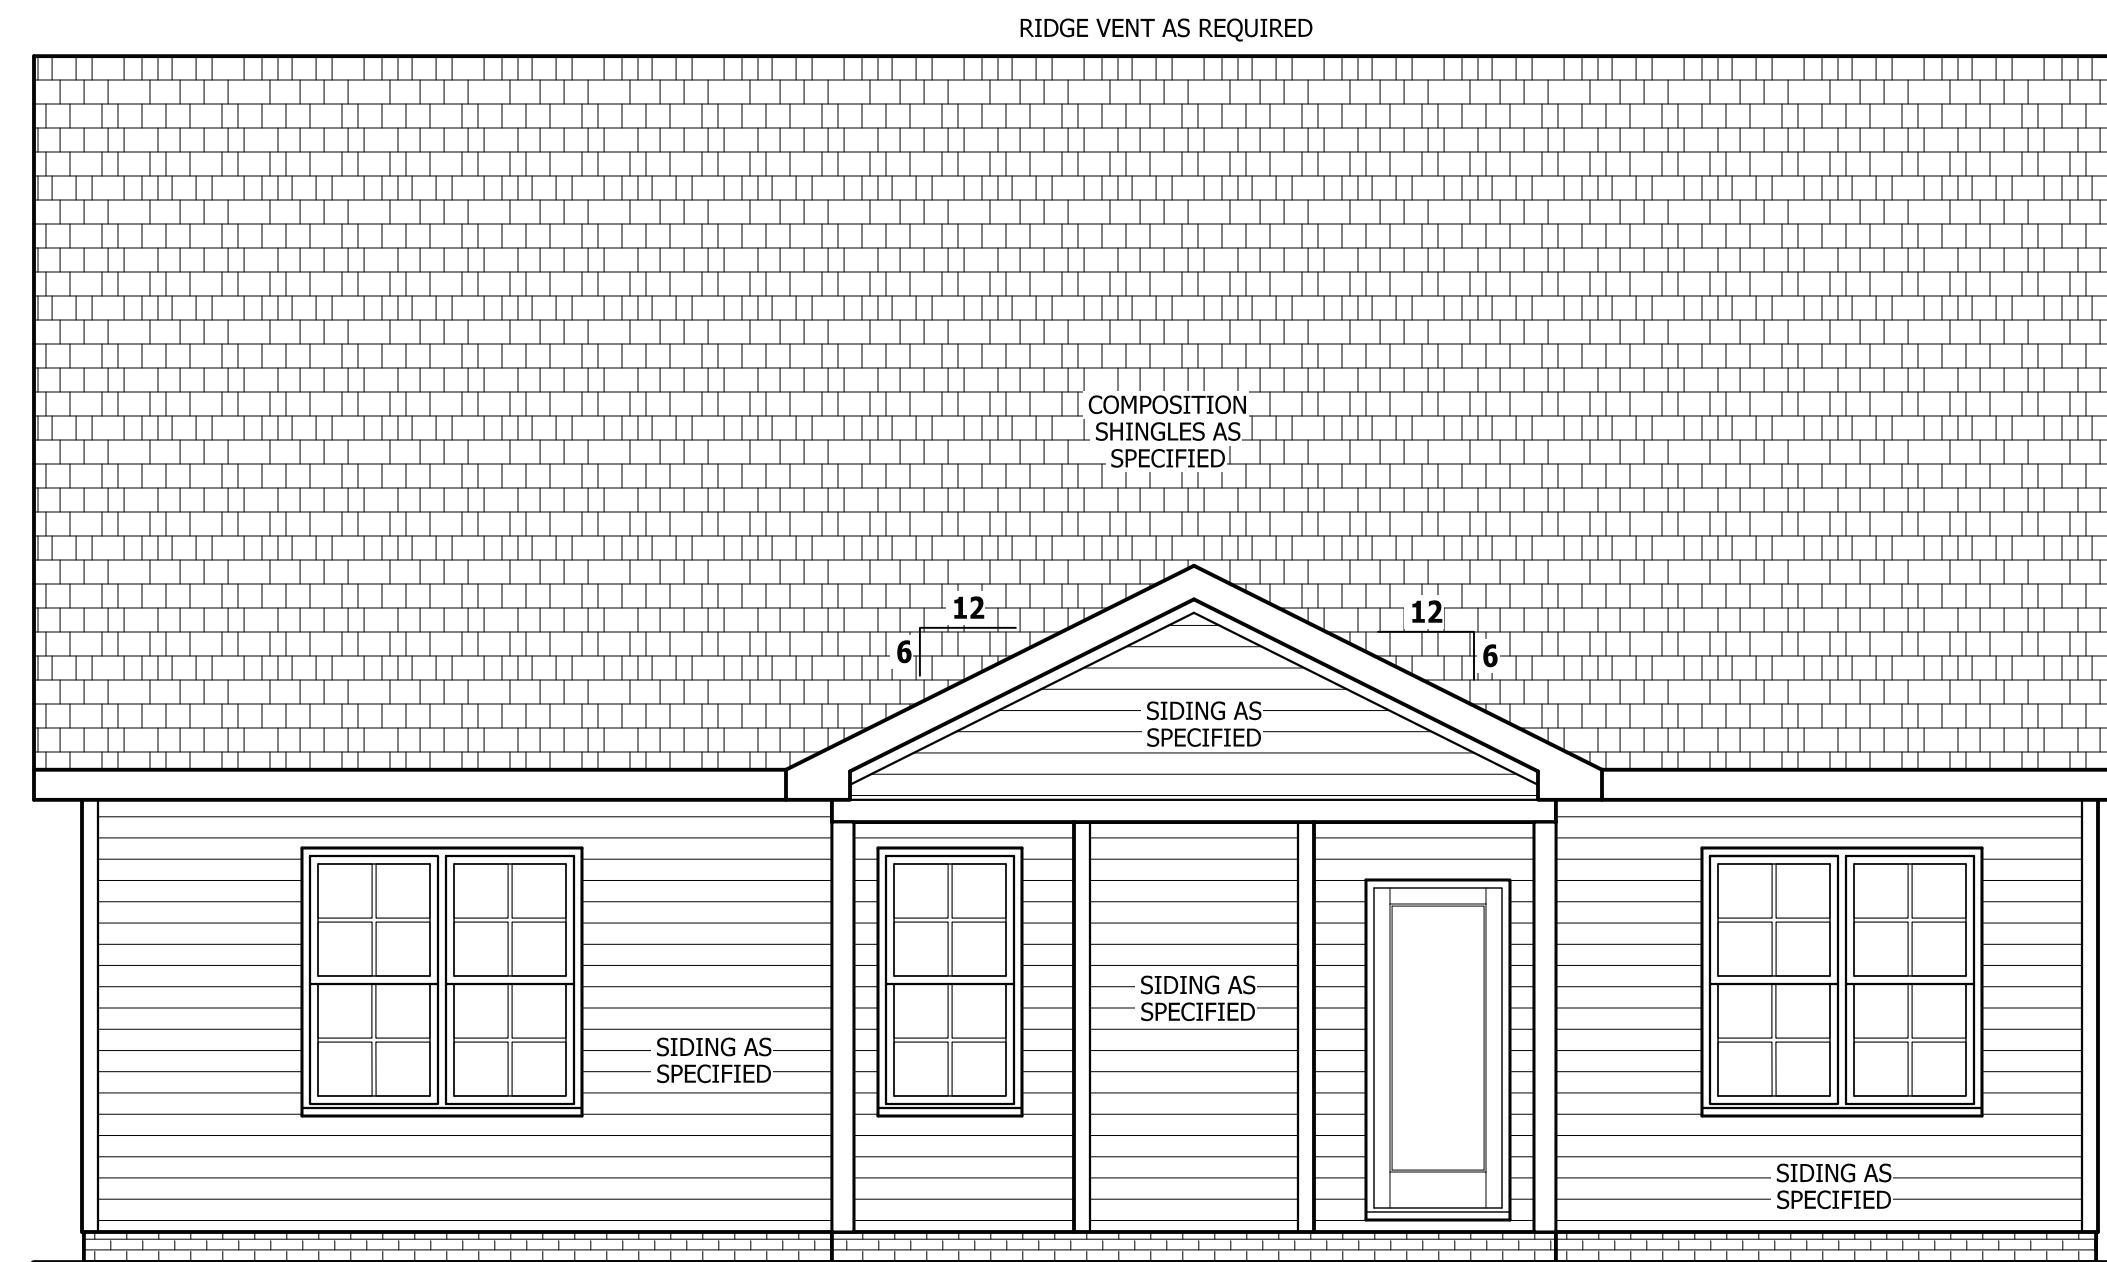 RIDGE VENT AS REQUIRED
COMPOSITION
SHINGLES AS
SPECIFIED
12
6
12
6
SIDING AS
SPECIFIED
SIDING AS
SPECIFIED
SIDING AS
SPECIFIED
SIDING AS
SPECIFIED